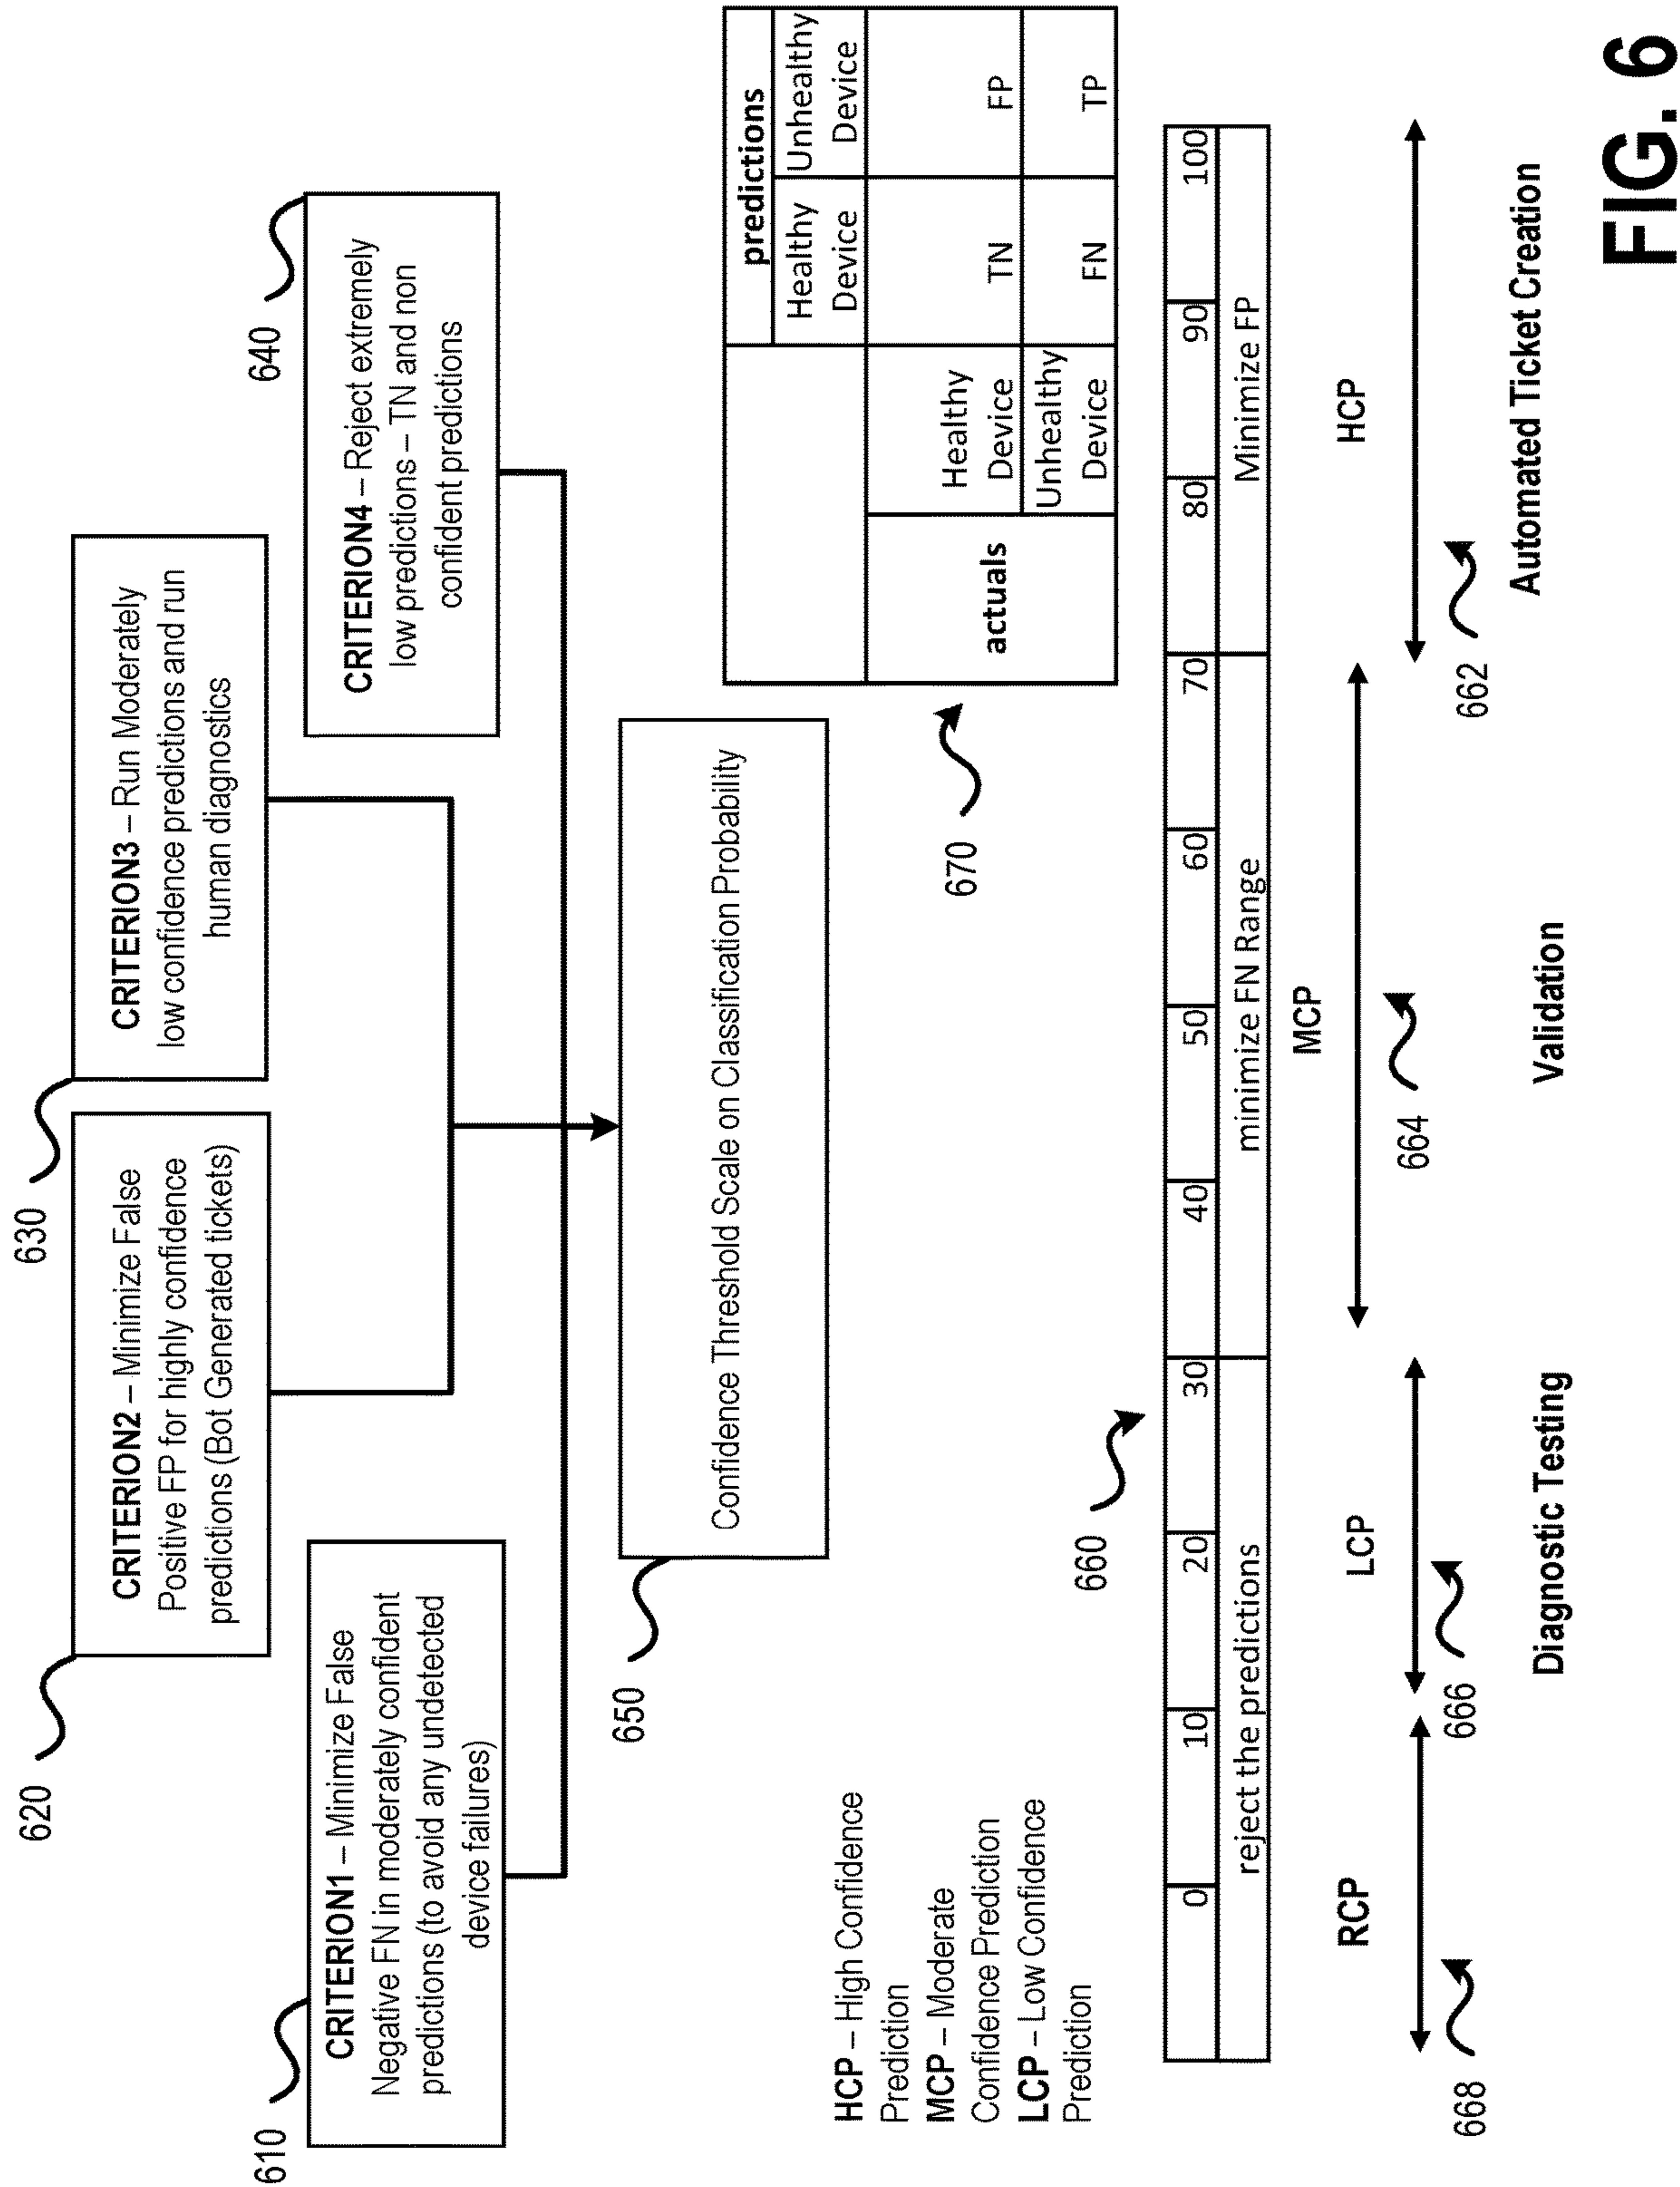 620
CRITERION2 – Minimize False
Positive FP for highly confidence
predictions (Bot Generated tickets)
630
CRITERION3 – Run Moderately
low confidence predictions and run
human diagnostics
610
CRITERION1 – Minimize False
Negative FN in moderately confident
predictions (to avoid any undetected
device failures)
640
CRITERION4 – Reject extremely
low predictions – TN and non
confident predictions
650
Confidence Threshold Scale on Classification Probability
HCP – High Confidence
Prediction
MCP – Moderate
Confidence Prediction
LCP – Low Confidence
Prediction
670
predictions
Healthy
Device
Unhealthy
Device
actuals
Healthy
Device
TN
FP
Unhealthy
Device
FN
TP
660
0 10 20 30 40 50 60 70 80 90 100
reject the predictions
minimize FN Range
Minimize FP
RCP
LCP
MCP
HCP
668
666
664
662
Diagnostic Testing
Validation
Automated Ticket Creation
FIG. 6